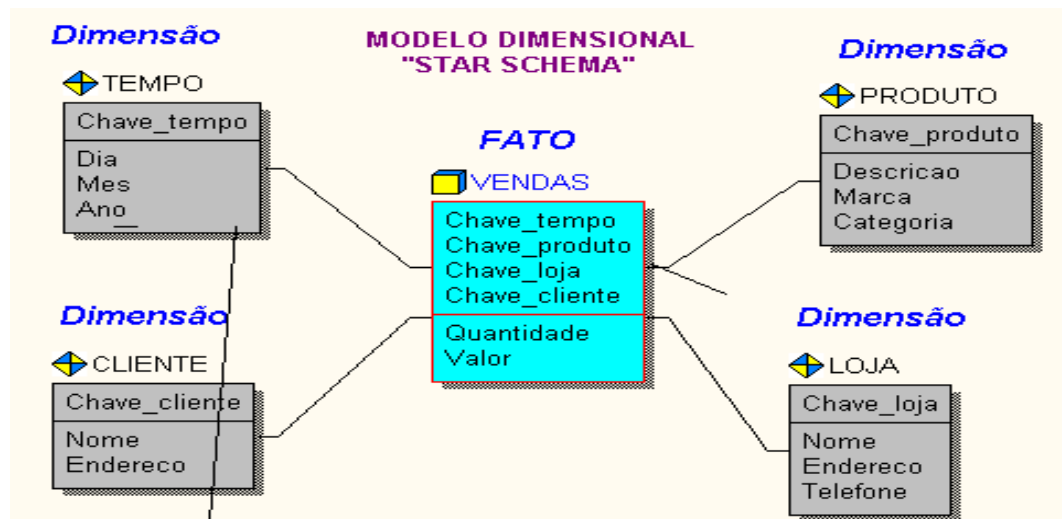 Dimensão
TEMPO
Chave_tempo
Dia
Mes
Ano
MODELO DIMENSIONAL
"STAR SCHEMA"
Dimensão
PRODUTO
Chave_produto
Descricao
Marca
Categoria
FATO
VENDAS
Chave_tempo
Chave_produto
Chave_loja
Chave_cliente
Quantidade
Valor
Dimensão
CLIENTE
Chave_cliente
Nome
Endereco
Dimensão
LOJA
Chave_loja
Nome
Endereco
Telefone